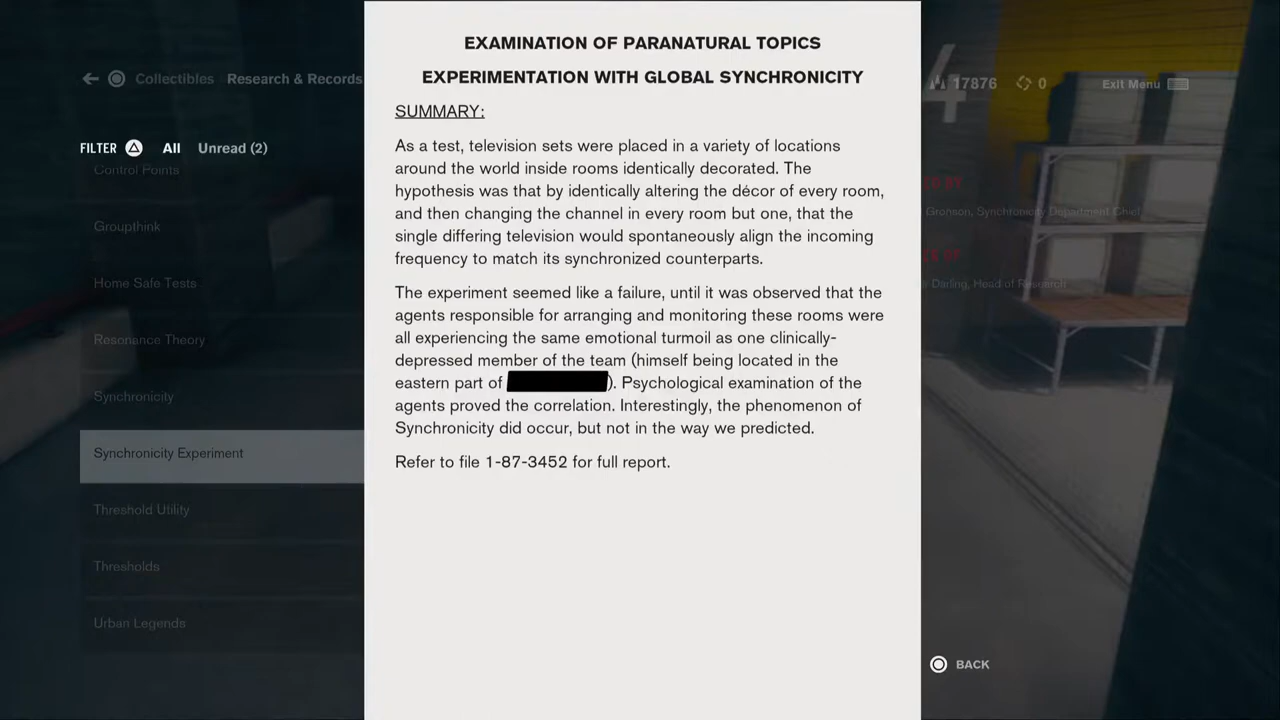 EXAMINATION OF PARANATURAL TOPICS
EXPERIMENTATION WITH GLOBAL SYNCHRONICITY
Collectibles Research & Records
17876 0 Exit Menu
SUMMARY:
FILTER All Unread (2)
As a test, television sets were placed in a variety of locations
around the world inside rooms identically decorated. The
hypothesis was that by identically altering the décor of every room,
and then changing the channel in every room but one, that the
single differing television would spontaneously align the incoming
frequency to match its synchronized counterparts.
The experiment seemed like a failure, until it was observed that the
agents responsible for arranging and monitoring these rooms were
all experiencing the same emotional turmoil as one clinically-
depressed member of the team (himself being located in the
eastern part of ). Psychological examination of the
agents proved the correlation. Interestingly, the phenomenon of
Synchronicity did occur, but not in the way we predicted.
Refer to file 1-87-3452 for full report.
Control Points
Groupthink
Home Safe Tests
Resonance Theory
Synchronicity
Synchronicity Experiment
Threshold Utility
Thresholds
Urban Legends
4
BY
Gronson, Synchronicity Department Chief
BY
Darling, Head of Research
BACK